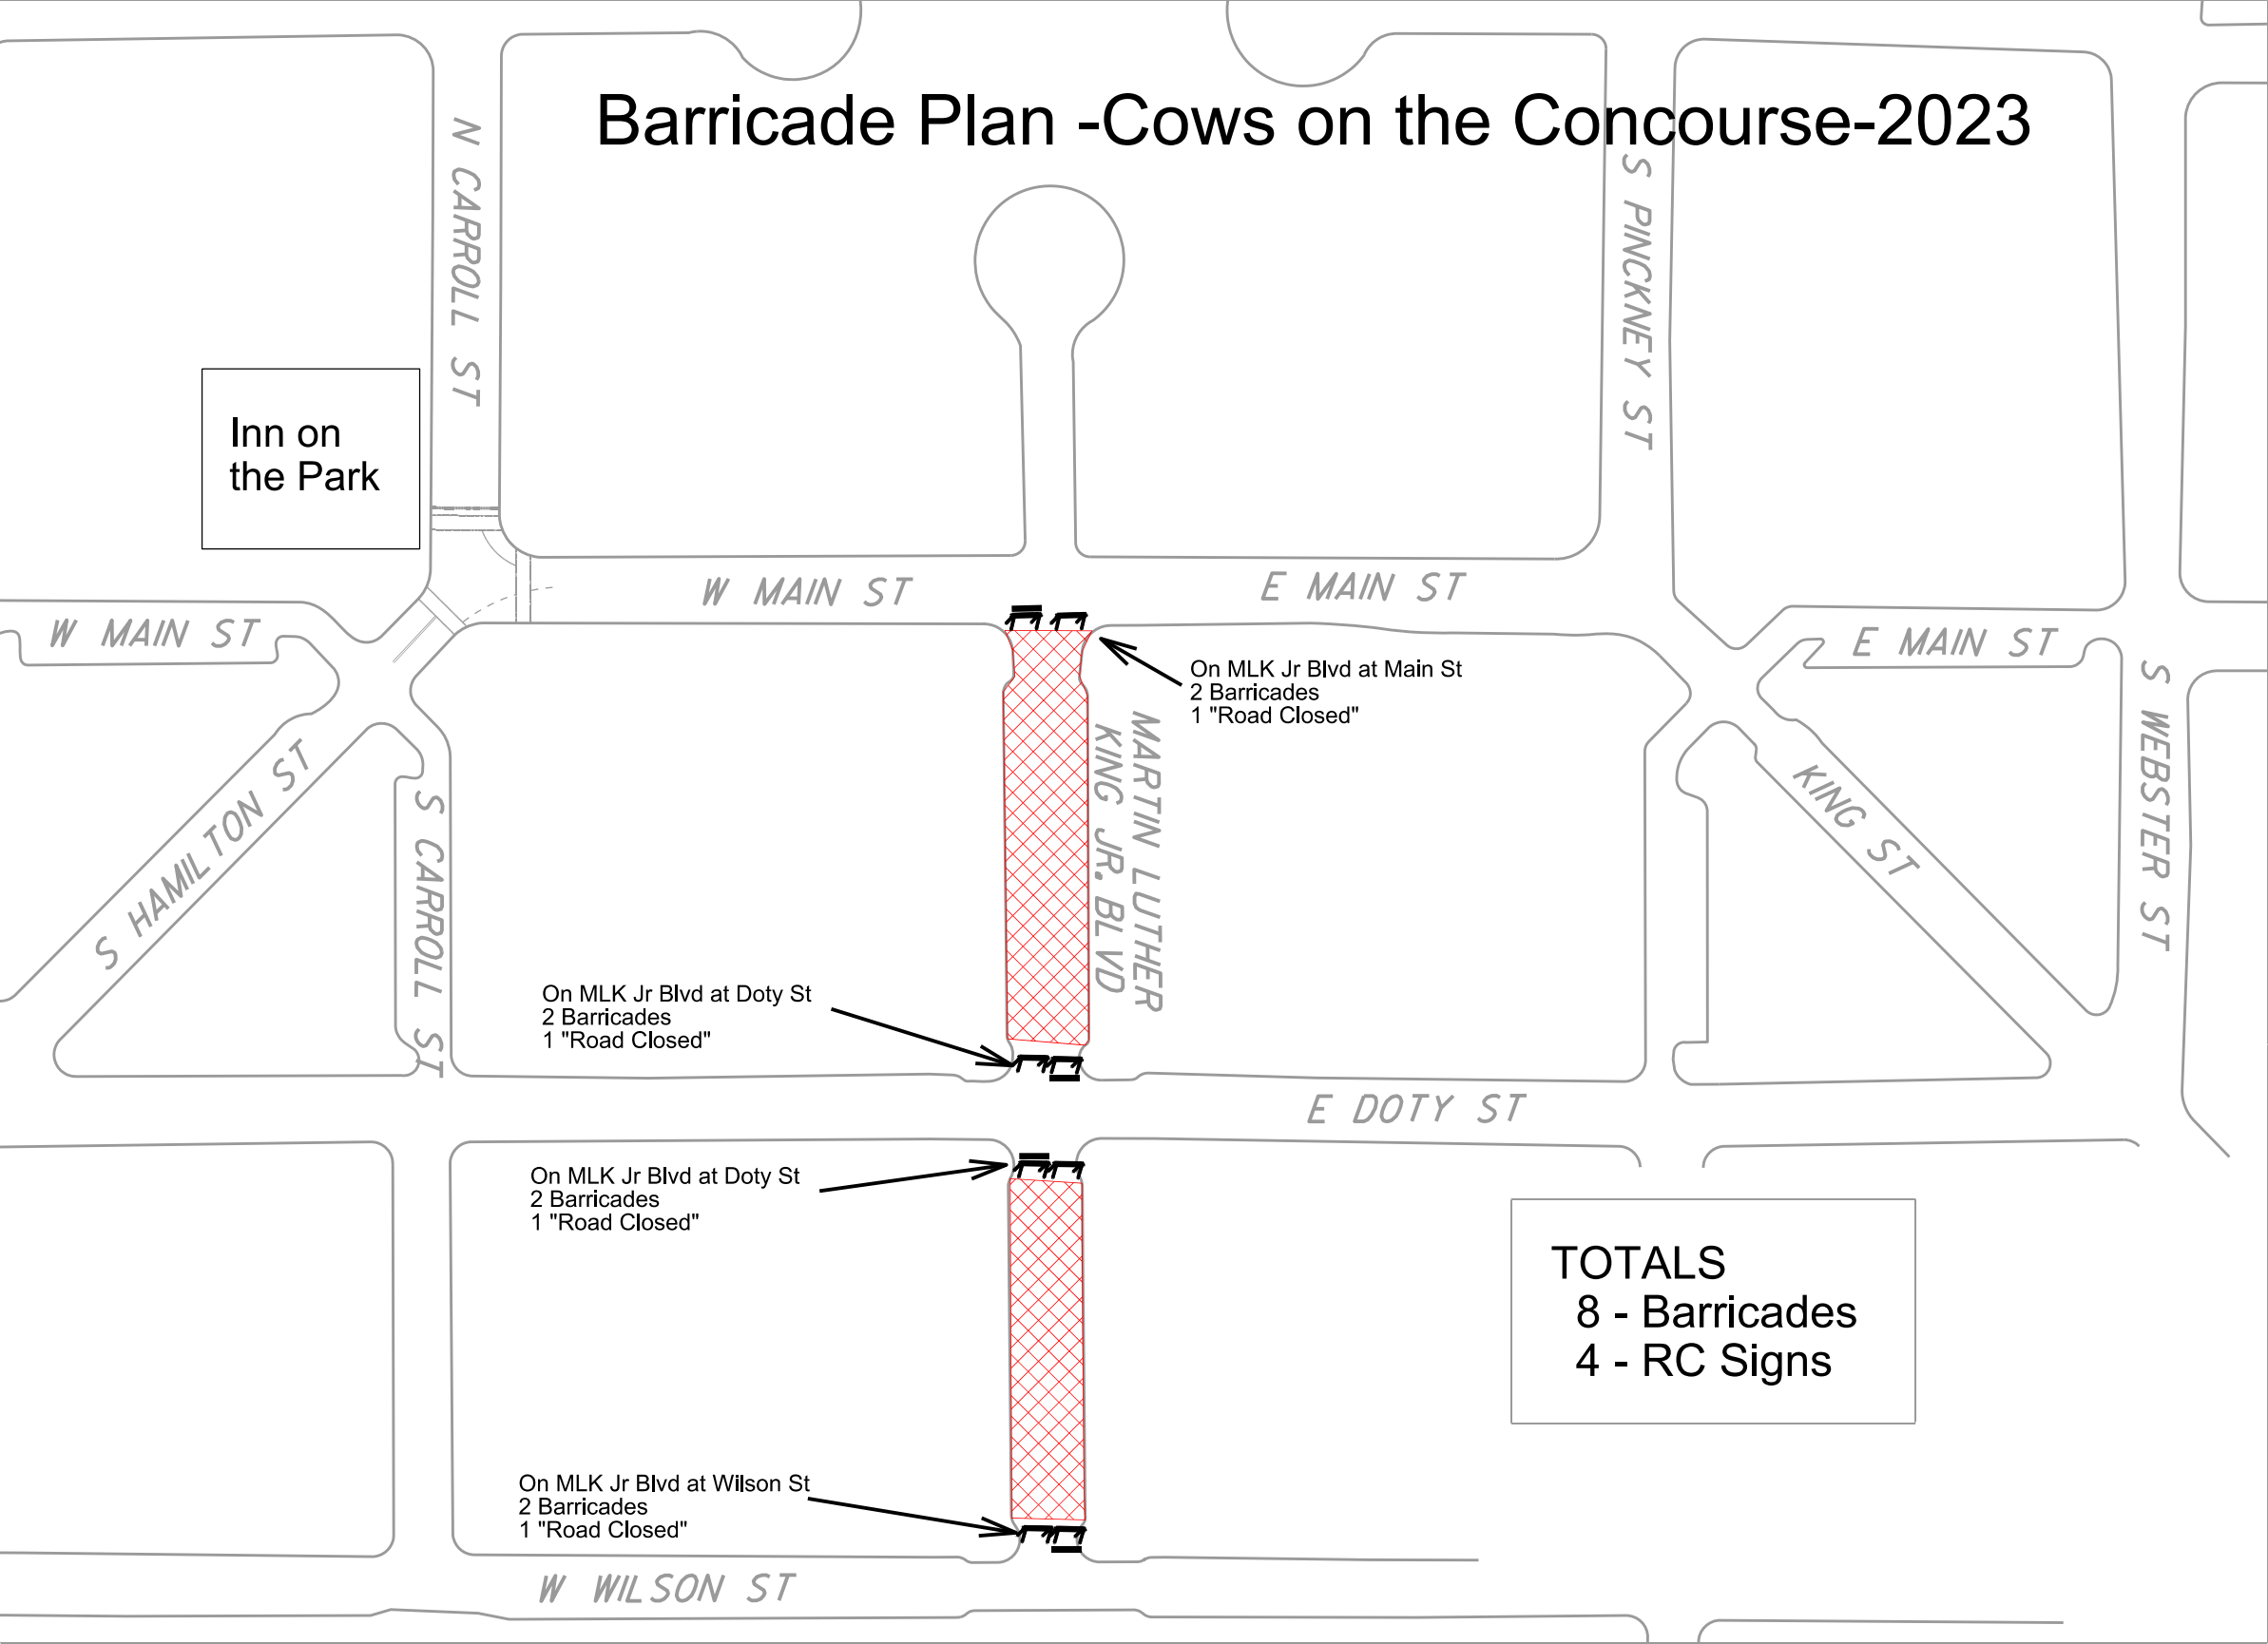 Barricade Plan -Cows on the Concourse-2023
N CARROLL ST
S PINCKNEY ST
Inn on
the Park
W MAIN ST
E MAIN ST
W MAIN ST
E MAIN ST
On MLK Jr Blvd at Main St
2 Barricades
1 "Road Closed"
MARTIN LUTHER
KING JR. BLVD
S WEBSTER ST
KING ST
S HAMILTON ST
S CARROLL ST
On MLK Jr Blvd at Doty St
2 Barricades
1 "Road Closed"
E DOTY ST
On MLK Jr Blvd at Doty St
2 Barricades
1 "Road Closed"
TOTALS
8 - Barricades
4 - RC Signs
On MLK Jr Blvd at Wilson St
2 Barricades
1 "Road Closed"
W WILSON ST